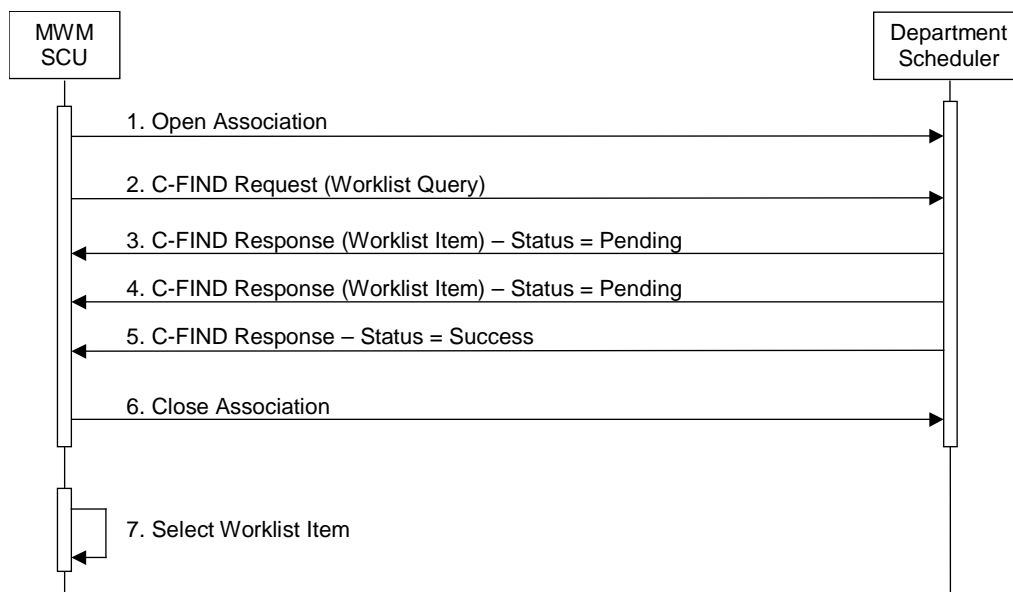 MWM
SCU
Department
Scheduler
1. Open Association
2. C-FIND Request (Worklist Query)
3. C-FIND Response (Worklist Item) – Status = Pending
4. C-FIND Response (Worklist Item) – Status = Pending
5. C-FIND Response – Status = Success
6. Close Association
7. Select Worklist Item